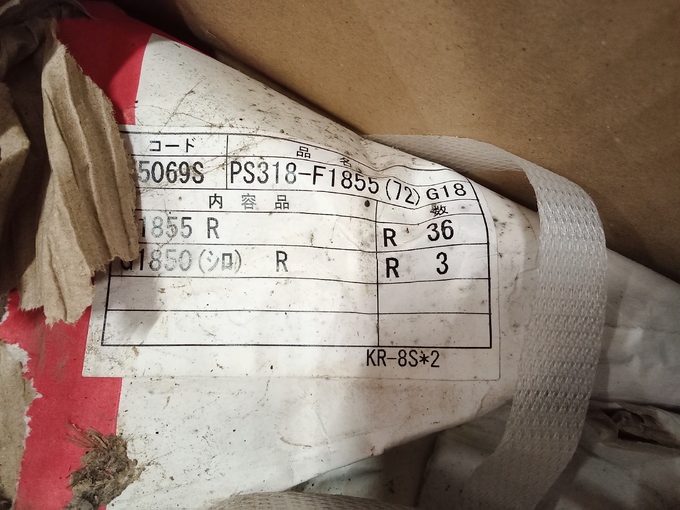 コード 品名
5069S PS318-F1855(72)G18
内容品 数
1855 R R 36
1850(シロ) R R 3
KR-8S*2